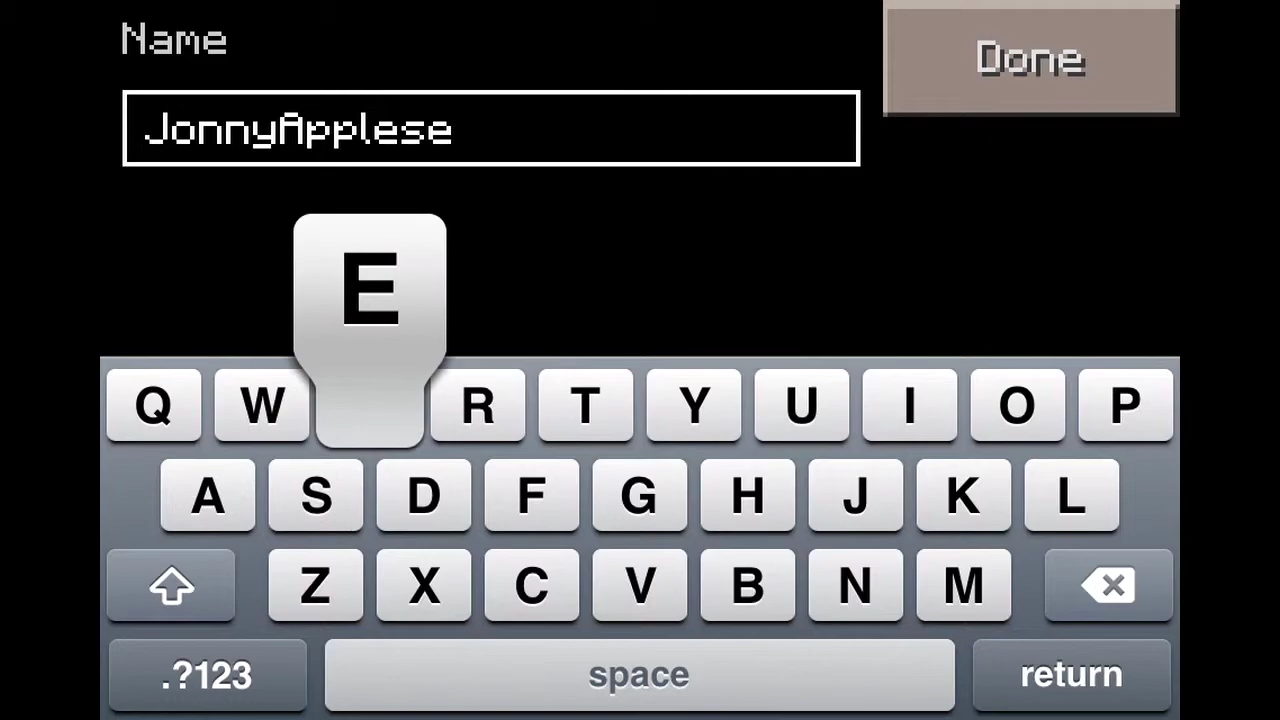 Name
Done
JonnyApplese
E
Q W R T Y U I O P
A S D F G H J K L
Z X C V B N M
.?123 space return